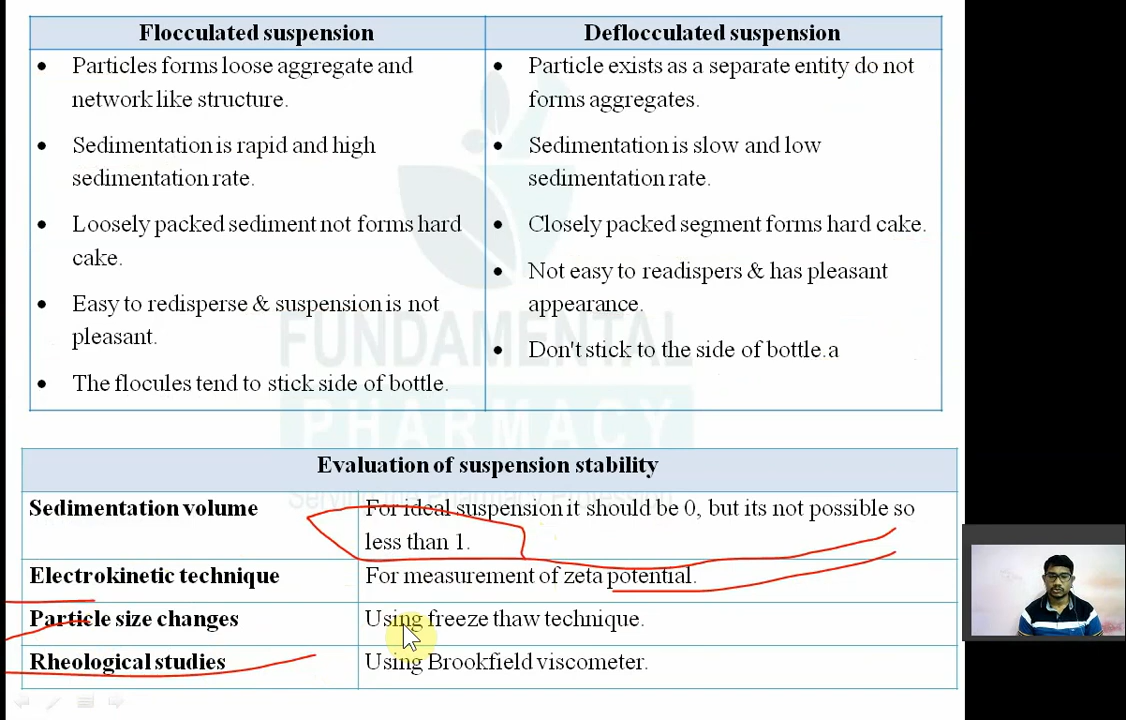 Flocculated suspension
Deflocculated suspension
• Particles forms loose aggregate and
network like structure.
• Sedimentation is rapid and high
sedimentation rate.
• Loosely packed sediment not forms hard
cake.
• Easy to redisperse & suspension is not
pleasant.
• The flocules tend to stick side of bottle.
• Particle exists as a separate entity do not
forms aggregates.
• Sedimentation is slow and low
sedimentation rate.
• Closely packed segment forms hard cake.
• Not easy to readispers & has pleasant
appearance.
• Don't stick to the side of bottle.a
FUNDAMENTAL
PHARMACY
Evaluation of suspension stability
Sedimentation volume
For ideal suspension it should be 0, but its not possible so
less than 1.
Electrokinetic technique
For measurement of zeta potential.
Particle size changes
Using freeze thaw technique.
Rheological studies
Using Brookfield viscometer.